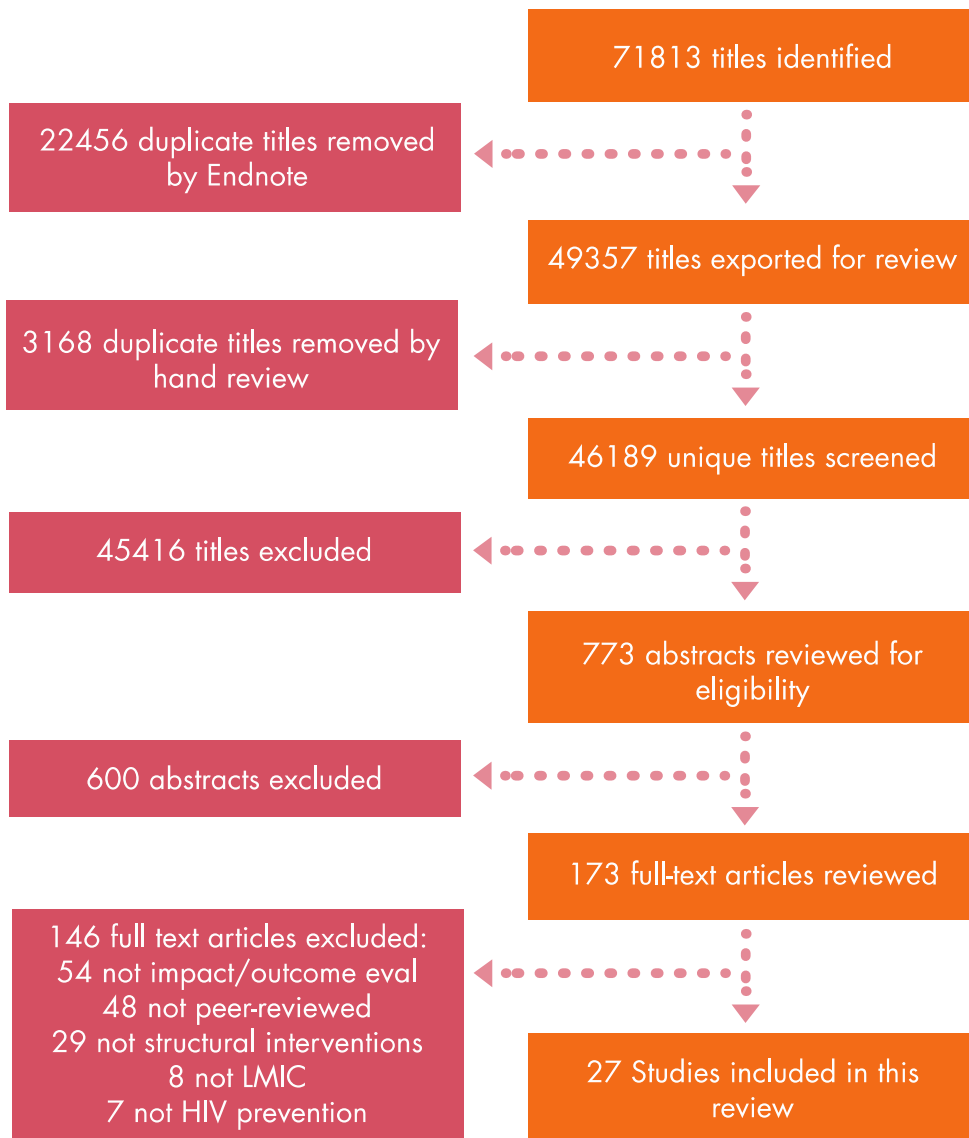 71813 titles identified
22456 duplicate titles removed
by Endnote
49357 titles exported for review
3168 duplicate titles removed by
hand review
46189 unique titles screened
45416 titles excluded
773 abstracts reviewed for
eligibility
600 abstracts excluded
173 full-text articles reviewed
146 full text articles excluded:
54 not impact/outcome eval
48 not peer-reviewed
29 not structural interventions
8 not LMIC
7 not HIV prevention
27 Studies included in this
review